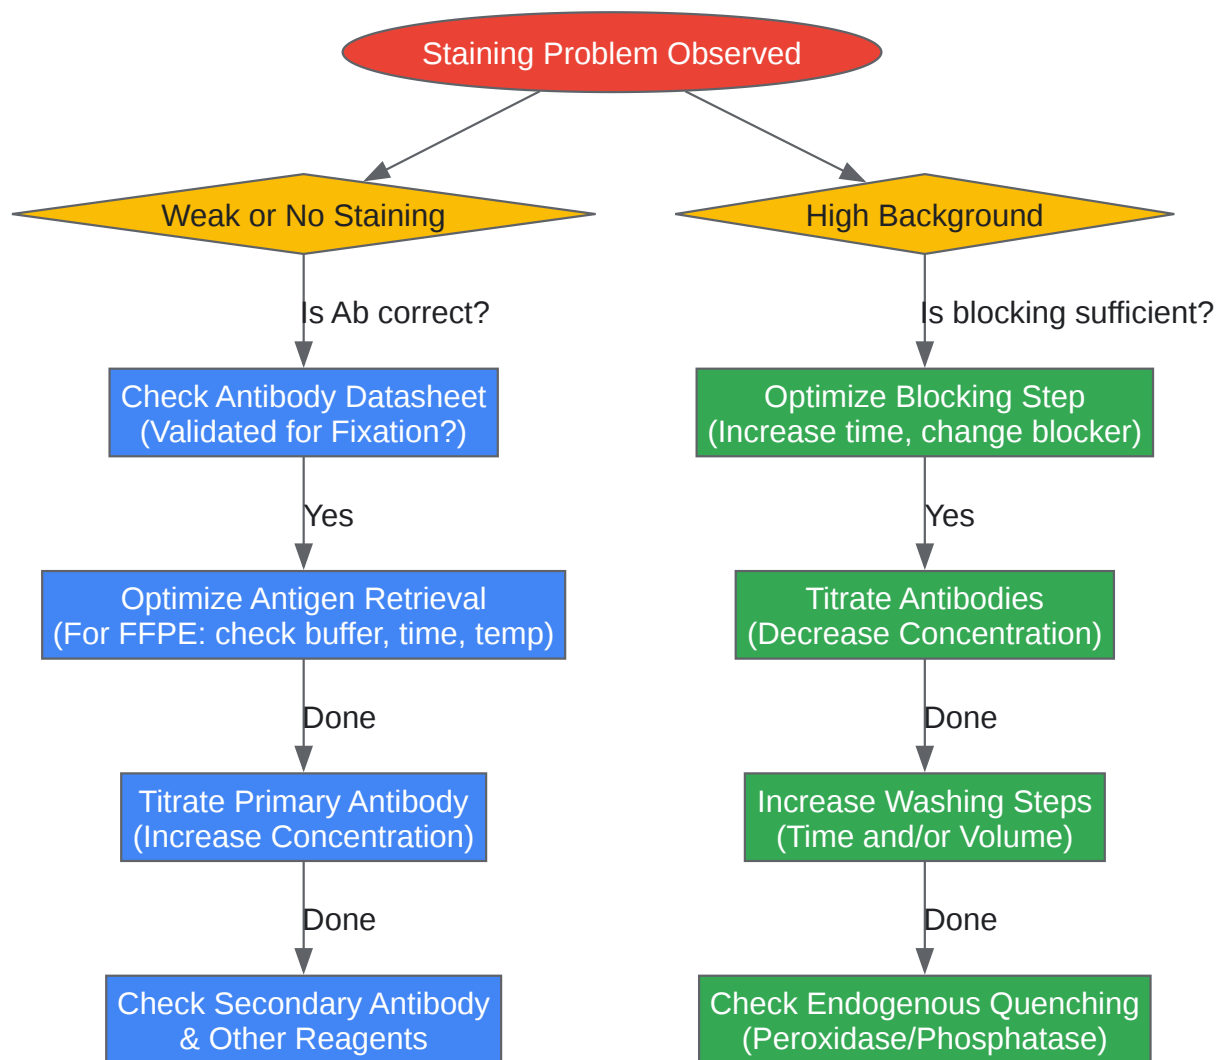 Staining Problem Observed
Weak or No Staining
High Background
Is Ab correct?
Is blocking sufficient?
Check Antibody Datasheet
(Validated for Fixation?)
Optimize Blocking Step
(Increase time, change blocker)
Yes
Yes
Optimize Antigen Retrieval
(For FFPE: check buffer, time, temp)
Titrate Antibodies
(Decrease Concentration)
Done
Done
Titrate Primary Antibody
(Increase Concentration)
Increase Washing Steps
(Time and/or Volume)
Done
Done
Check Secondary Antibody
& Other Reagents
Check Endogenous Quenching
(Peroxidase/Phosphatase)